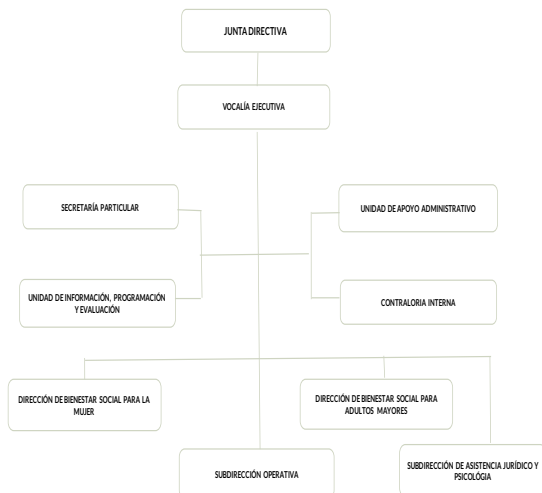 JUNTA DIRECTIVA
VOCALÍA EJECUTIVA
SECRETARÍA PARTICULAR
UNIDAD DE APOYO ADMINISTRATIVO
UNIDAD DE INFORMACIÓN, PROGRAMACIÓN
Y EVALUACIÓN
CONTRALORIA INTERNA
DIRECCIÓN DE BIENESTAR SOCIAL PARA LA
MUJER
DIRECCIÓN DE BIENESTAR SOCIAL PARA
ADULTOS MAYORES
SUBDIRECCIÓN OPERATIVA
SUBDIRECCIÓN DE ASISTENCIA JURÍDICO Y
PSICOLÓGIA